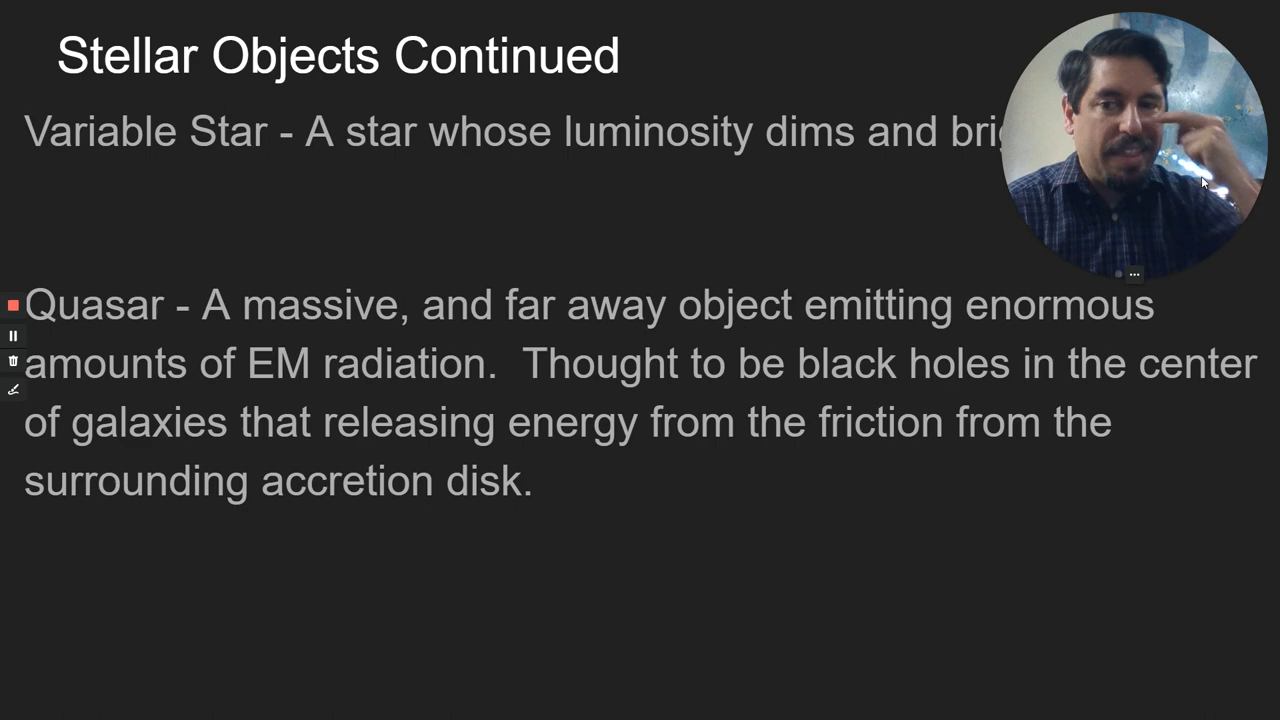 Stellar Objects Continued
Variable Star - A star whose luminosity dims and
Quasar - A massive, and far away object emitting enormous
amounts of EM radiation.  Thought to be black holes in the center
of galaxies that releasing energy from the friction from the
surrounding accretion disk.